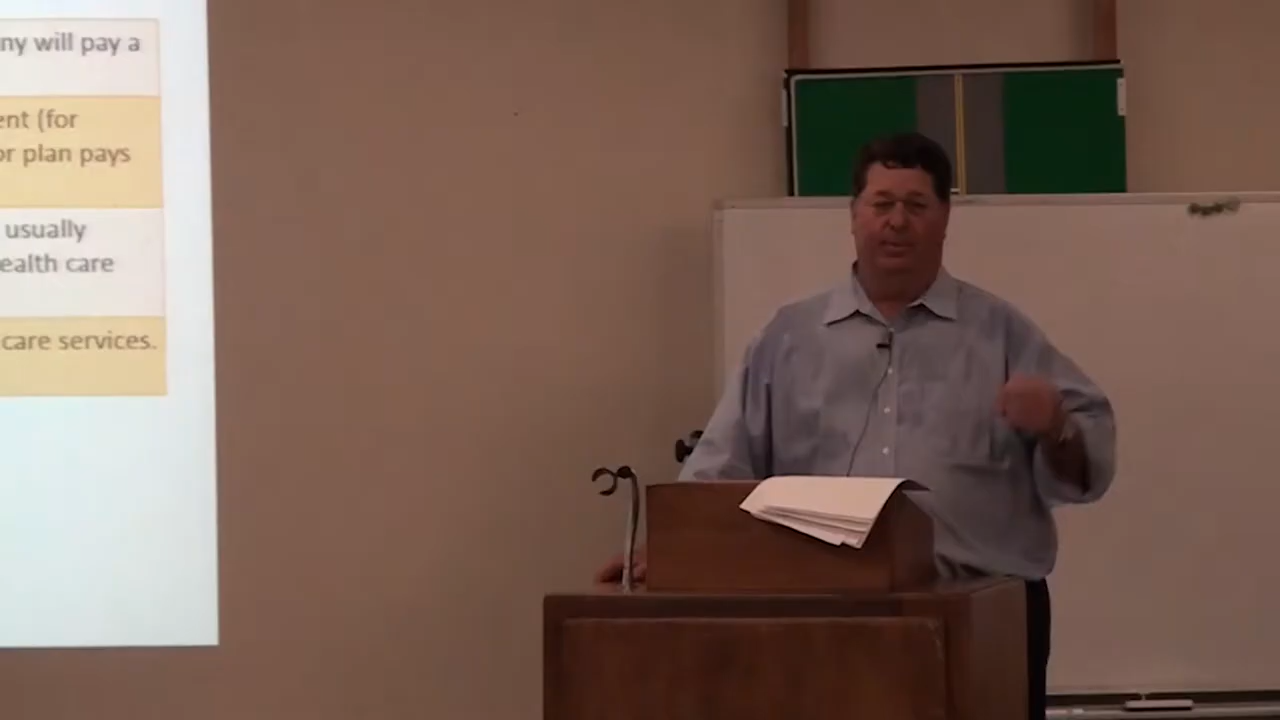 ny will pay a
ent (for
or plan pays
usually
ealth care
care services.